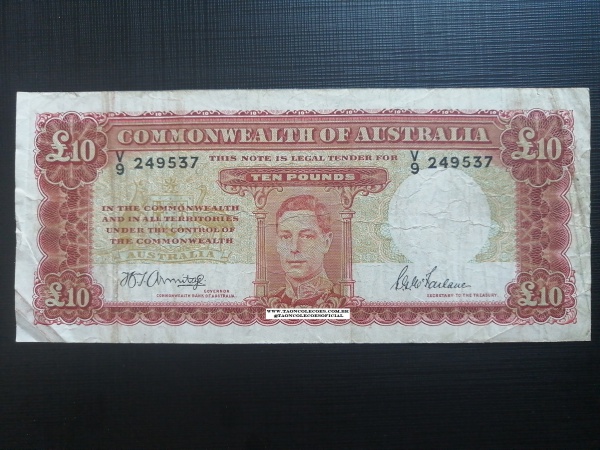 COMMONWEALTH OF AUSTRALIA
£10
£10
V/9 249537
THIS NOTE IS LEGAL TENDER FOR
V/9 249537
TEN POUNDS
IN THE COMMONWEALTH
AND IN ALL TERRITORIES
UNDER THE CONTROL OF
THE COMMONWEALTH
AUSTRALIA
H T Armitage
GOVERNOR
COMMONWEALTH BANK OF AUSTRALIA.
S G McFarlane
SECRETARY TO THE TREASURY.
£10
£10
WWW.TAONCOLECOES.COM.BR
@TAONCOLECOESOFICIAL